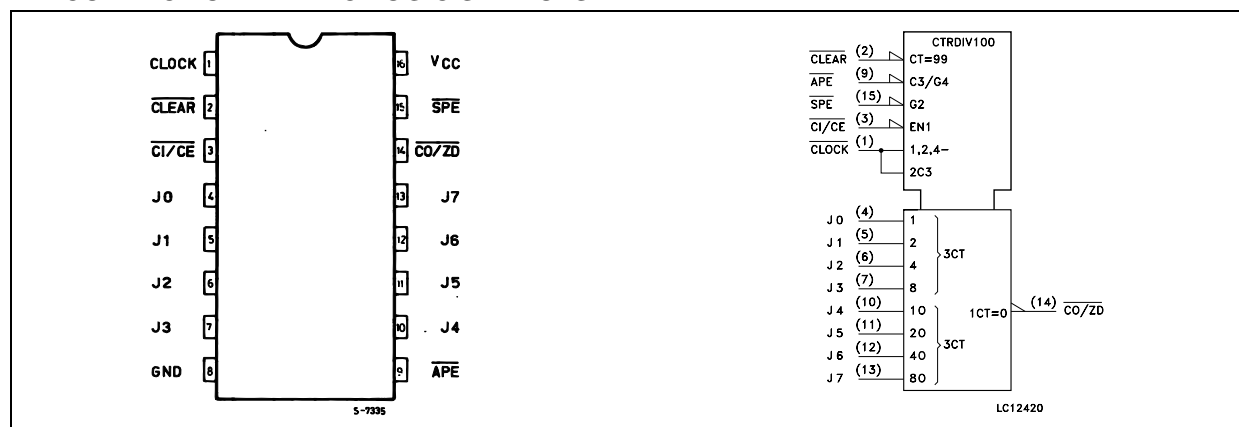 CLOCK 1 16 VCC
CLEAR 2 15 SPE
CI/CE 3 14 CO/ZD
J0 4 13 J7
J1 5 12 J6
J2 6 11 J5
J3 7 10 J4
GND 8 9 APE
S-7335
CTRDIV100
CLEAR (2) CT=99
APE (9) C3/G4
SPE (15) G2
CI/CE (3) EN1
CLOCK (1) 1,2,4-
2C3
J0 (4) 1
J1 (5) 2
3CT
J2 (6) 4
J3 (7) 8
J4 (10) 10
1CT=0 (14) CO/ZD
J5 (11) 20
3CT
J6 (12) 40
J7 (13) 80
LC12420